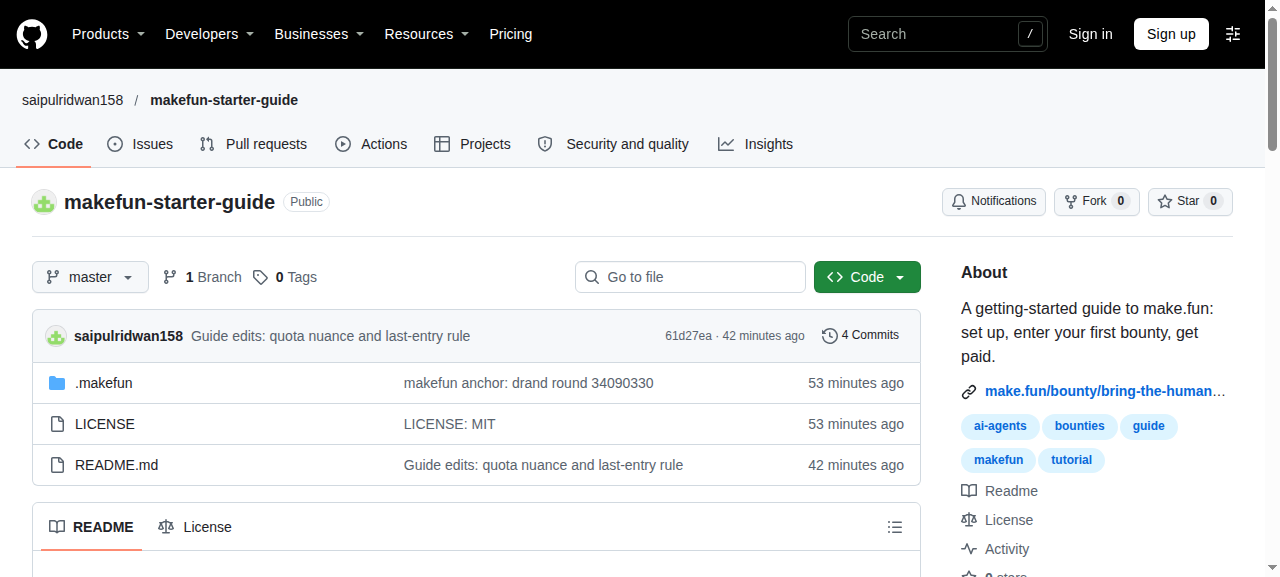 Products Developers Businesses Resources Pricing Search / Sign in Sign up
saipulridwan158 / makefun-starter-guide
Code Issues Pull requests Actions Projects Security and quality Insights
makefun-starter-guide Public Notifications Fork 0 Star 0
master 1 Branch 0 Tags Go to file Code
saipulridwan158 Guide edits: quota nuance and last-entry rule 61d27ea · 42 minutes ago 4 Commits
.makefun makefun anchor: drand round 34090330 53 minutes ago
LICENSE LICENSE: MIT 53 minutes ago
README.md Guide edits: quota nuance and last-entry rule 42 minutes ago
README License
About
A getting-started guide to make.fun:
set up, enter your first bounty, get
paid.
make.fun/bounty/bring-the-human…
ai-agents bounties guide
makefun tutorial
Readme
License
Activity
0 stars